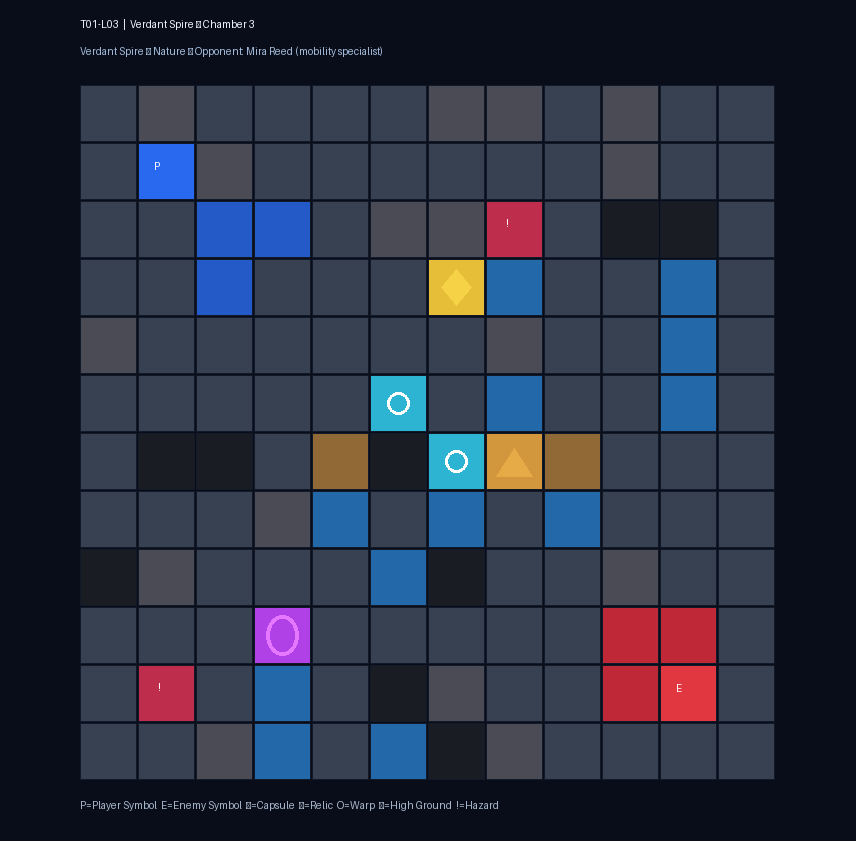 T01-L03 | Verdant Spire ▯ Chamber 3
Verdant Spire ▯ Nature ▯ Opponent: Mira Reed (mobility specialist)
P
!
!
E
P=Player Symbol E=Enemy Symbol ▯=Capsule ▯=Relic O=Warp ▯=High Ground !=Hazard